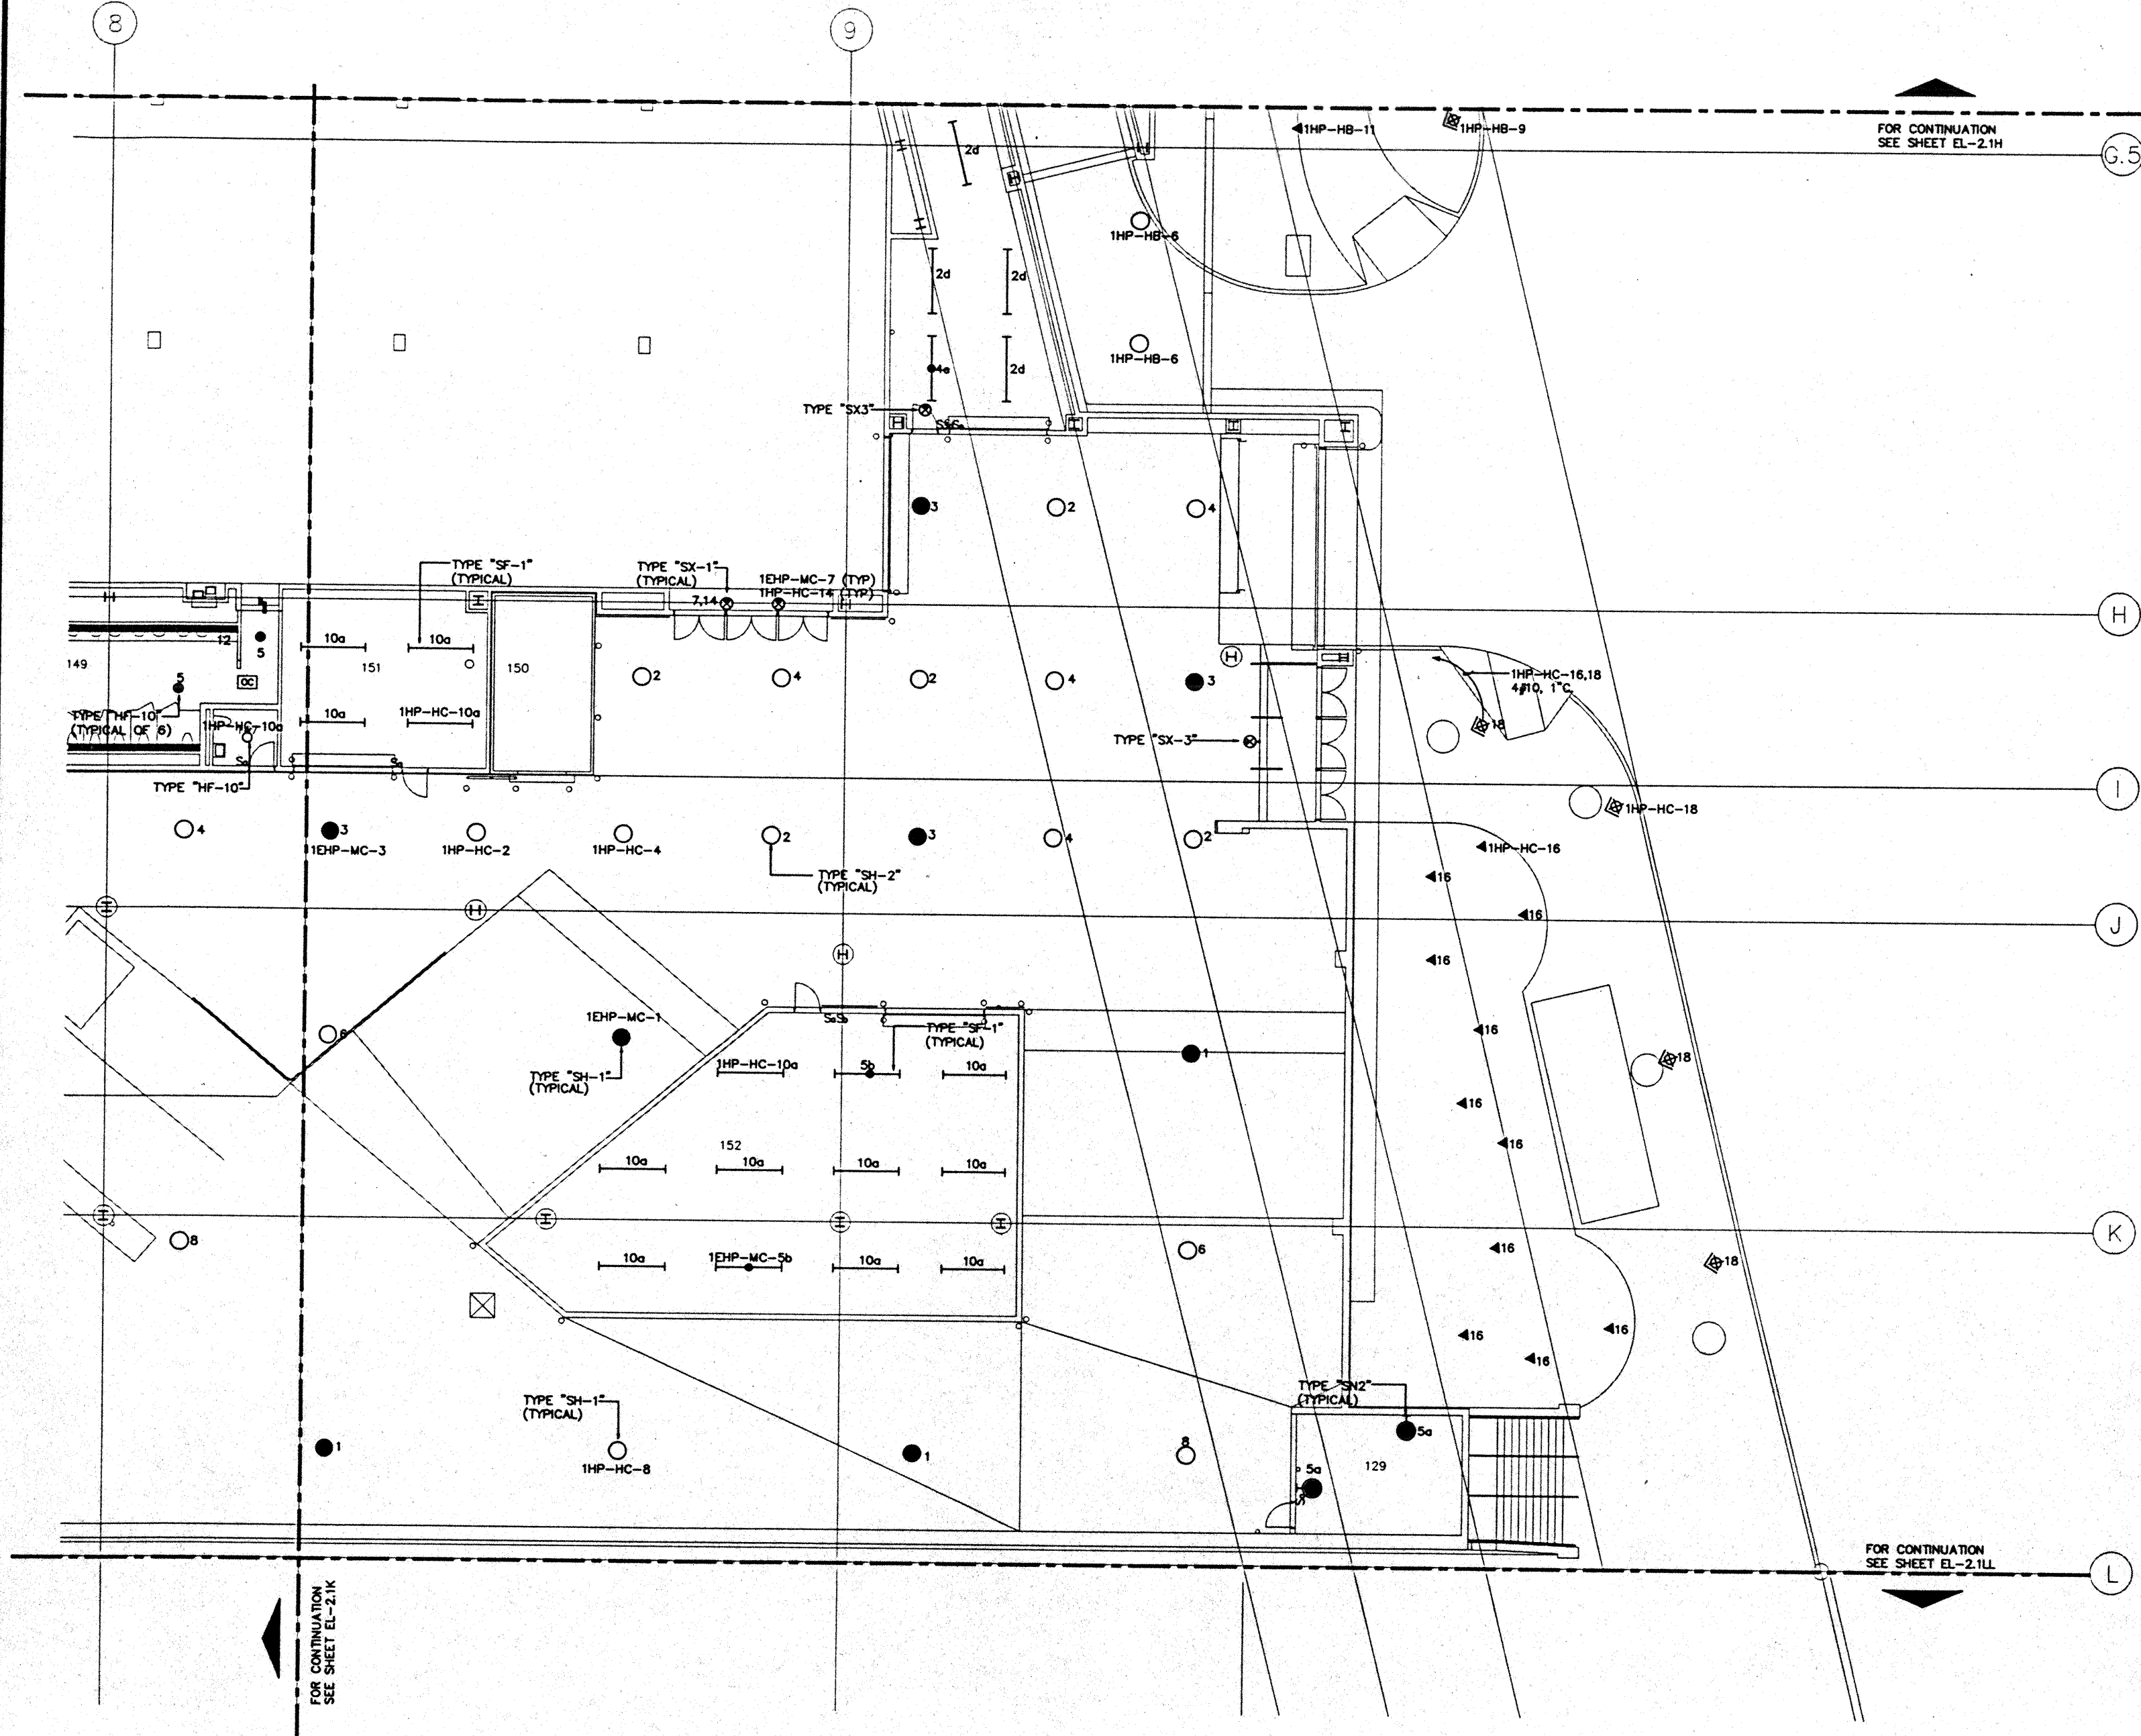 8
9
FOR CONTINUATION
SEE SHEET EL-2.1H
G.5
1HP-HB-11
1HP-HB-9
2d
1HP-HB-6
2d
2d
1HP-HB-6
4e
2d
TYPE "SX3"
3
2
4
TYPE "SF-1"
(TYPICAL)
TYPE "SX-1"
(TYPICAL)
1EHP-MC-7 (TYP)
1HP-HC-14 (TYP)
7,14
H
12
5
10a
10a
149
151
150
OC
5
2
4
2
4
3
1HP-HC-16,18
4#10, 1"C,
TYPE "HF-10"
(TYPICAL OF 6)
1HP-HC-10a
10a
1HP-HC-10a
18
TYPE "SX-3"
Sa
Sa
TYPE "HF-10"
I
1HP-HC-18
4
3
1EHP-MC-3
1HP-HC-2
1HP-HC-4
2
3
4
2
1HP-HC-16
TYPE "SH-2"
(TYPICAL)
16
16
J
16
6
1EHP-MC-1
SaSb
TYPE "SF-1"
(TYPICAL)
16
1
18
TYPE "SH-1"
(TYPICAL)
1HP-HC-10a
5b
10a
16
152
16
10a
10a
10a
10a
8
6
16
18
K
10a
1EHP-MC-5b
10a
10a
16
16
16
TYPE "SH-1"
(TYPICAL)
TYPE "SN2"
(TYPICAL)
1
1HP-HC-8
1
8
5a
5a
129
Sa
FOR CONTINUATION
SEE SHEET EL-2.1LL
L
FOR CONTINUATION
SEE SHEET EL-2.1K